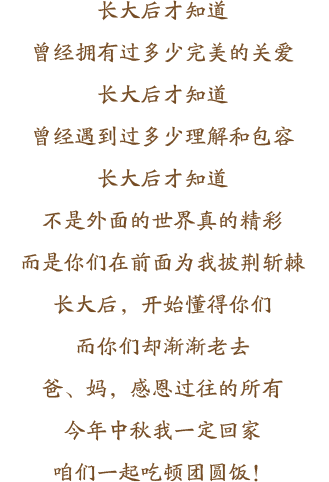 长大后才知道
曾经拥有过多少完美的关爱
长大后才知道
曾经遇到过多少理解和包容
长大后才知道
不是外面的世界真的精彩
而是你们在前面为我披荆斩棘
长大后，开始懂得你们
而你们却渐渐老去
爸、妈，感恩过往的所有
今年中秋我一定回家
咱们一起吃顿团圆饭！